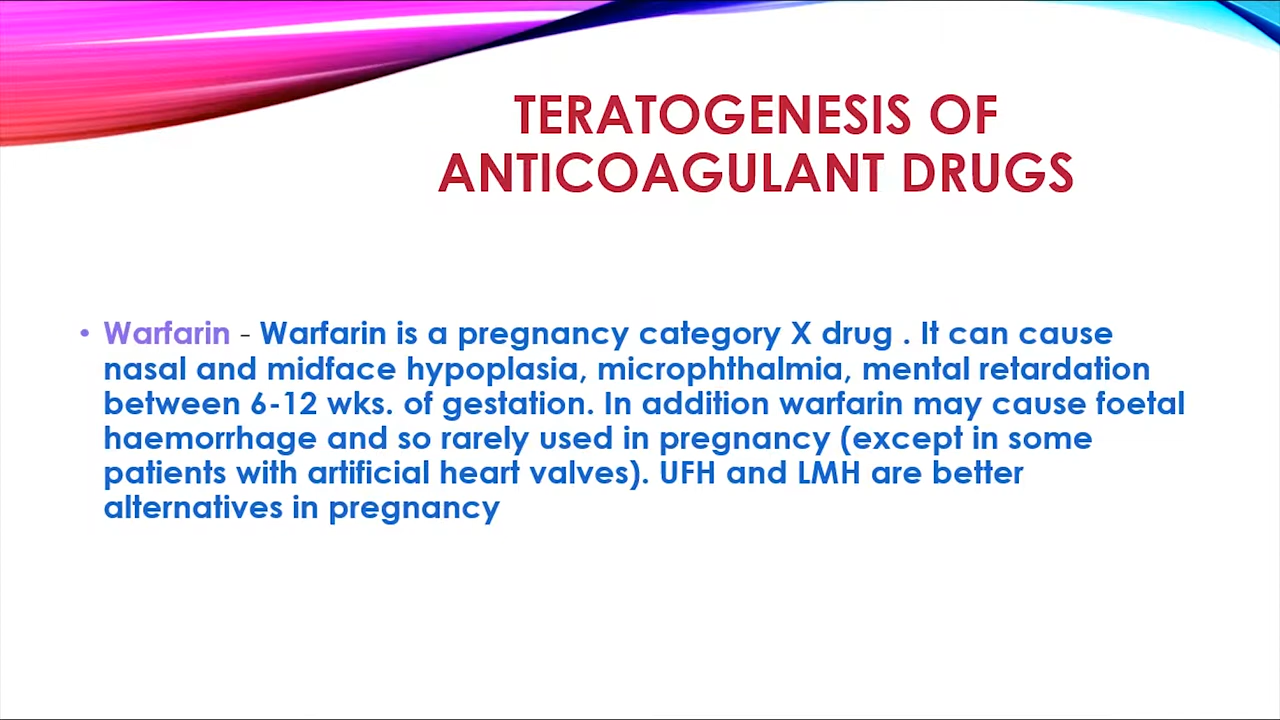 TERATOGENESIS OF
ANTICOAGULANT DRUGS
• Warfarin - Warfarin is a pregnancy category X drug . It can cause
nasal and midface hypoplasia, microphthalmia, mental retardation
between 6-12 wks. of gestation. In addition warfarin may cause foetal
haemorrhage and so rarely used in pregnancy (except in some
patients with artificial heart valves). UFH and LMH are better
alternatives in pregnancy